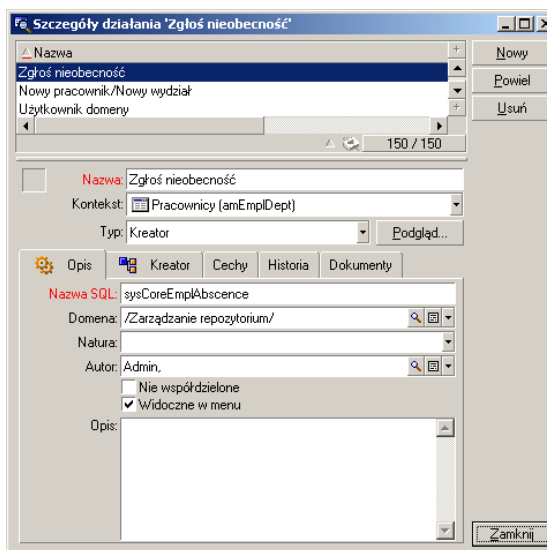 Szczegóły działania 'Zgłoś nieobecność'
Nazwa
Nowy
Zgłoś nieobecność
Powiel
Nowy pracownik/Nowy wydział
Użytkownik domeny
Usuń
150 / 150
Nazwa: Zgłoś nieobecność
Kontekst: Pracownicy (amEmplDept)
Typ: Kreator Podgląd...
Opis Kreator Cechy Historia Dokumenty
Nazwa SQL: sysCoreEmplAbscence
Domena: /Zarządzanie repozytorium/
Natura:
Autor: Admin,
Nie współdzielone
Widoczne w menu
Opis:
Zamknij